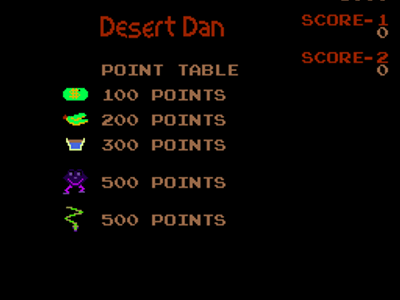 Desert Dan
SCORE-1
0
SCORE-2
0
POINT TABLE
100 POINTS
200 POINTS
300 POINTS
500 POINTS
500 POINTS